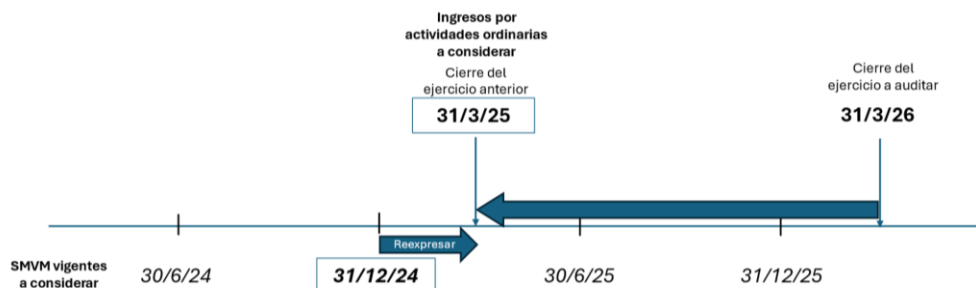 Ingresos por
actividades ordinarias
a considerar
Cierre del
ejercicio anterior
31/3/25
Cierre del
ejercicio a auditar
31/3/26
Reexpresar
SMVM vigentes
a considerar
30/6/24
31/12/24
30/6/25
31/12/25